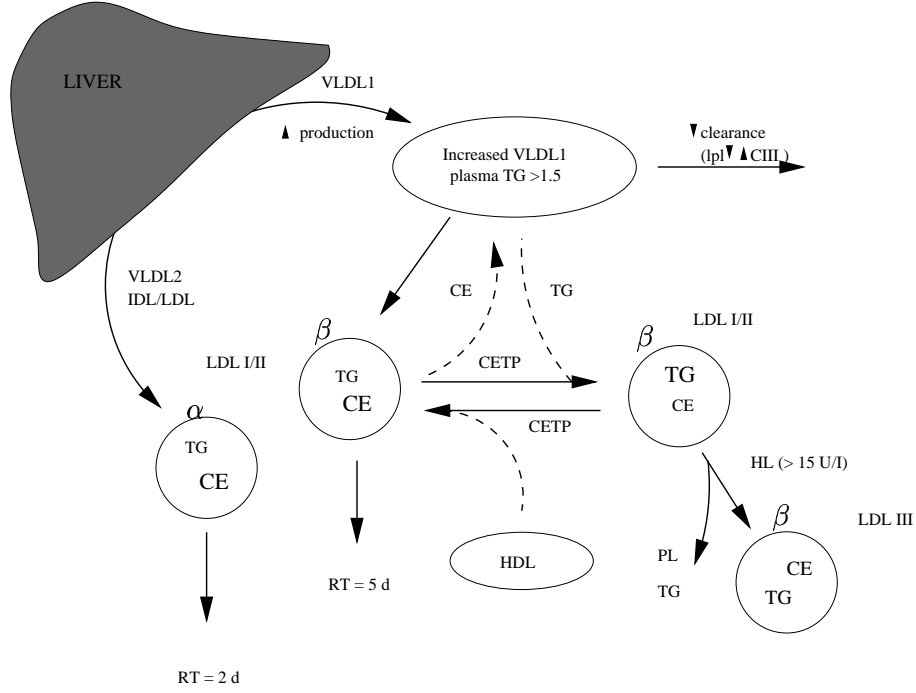 LIVER
VLDL1
▲ production
Increased VLDL1
plasma TG >1.5
▼ clearance
(lpl▼ ▲CIII )
VLDL2
IDL/LDL
CE
TG
LDL I/II
β
TG
CE
CETP
CETP
LDL I/II
β
TG
CE
α
TG
CE
HL (> 15 U/l)
β
LDL III
CE
TG
PL
TG
HDL
RT = 5 d
RT = 2 d